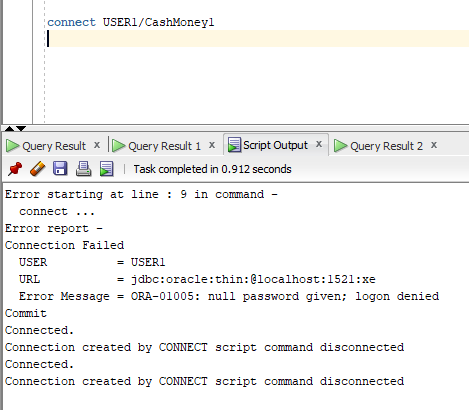 connect USER1/CashMoney1
Query Result x Query Result 1 x Script Output x Query Result 2 x
Task completed in 0.912 seconds
Error starting at line : 9 in command -
connect ...
Error report -
Connection Failed
USER = USER1
URL = jdbc:oracle:thin:@localhost:1521:xe
Error Message = ORA-01005: null password given; logon denied
Commit
Connected.
Connection created by CONNECT script command disconnected
Connected.
Connection created by CONNECT script command disconnected